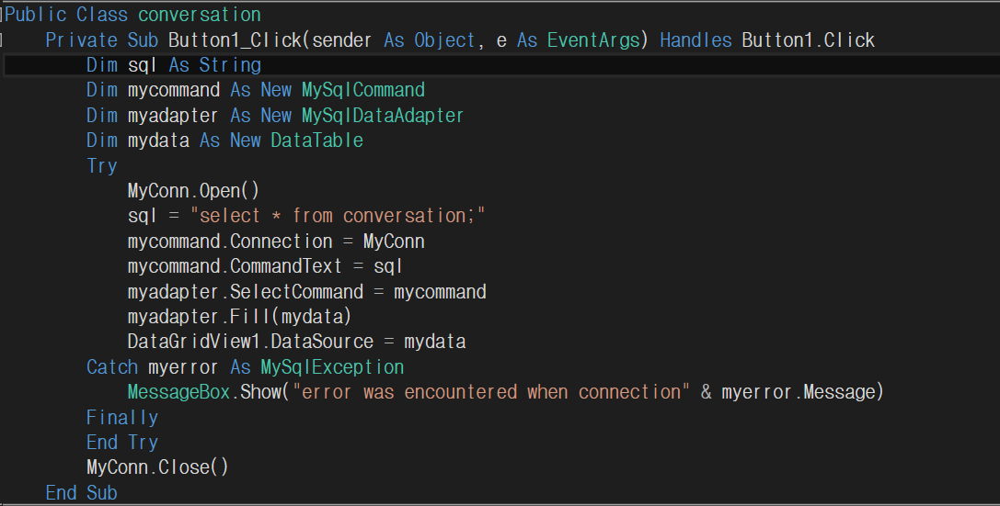 Public Class conversation
Private Sub Button1_Click(sender As Object, e As EventArgs) Handles Button1.Click
Dim sql As String
Dim mycommand As New MySqlCommand
Dim myadapter As New MySqlDataAdapter
Dim mydata As New DataTable
Try
MyConn.Open()
sql = "select * from conversation;"
mycommand.Connection = MyConn
mycommand.CommandText = sql
myadapter.SelectCommand = mycommand
myadapter.Fill(mydata)
DataGridView1.DataSource = mydata
Catch myerror As MySqlException
MessageBox.Show("error was encountered when connection" & myerror.Message)
Finally
End Try
MyConn.Close()
End Sub